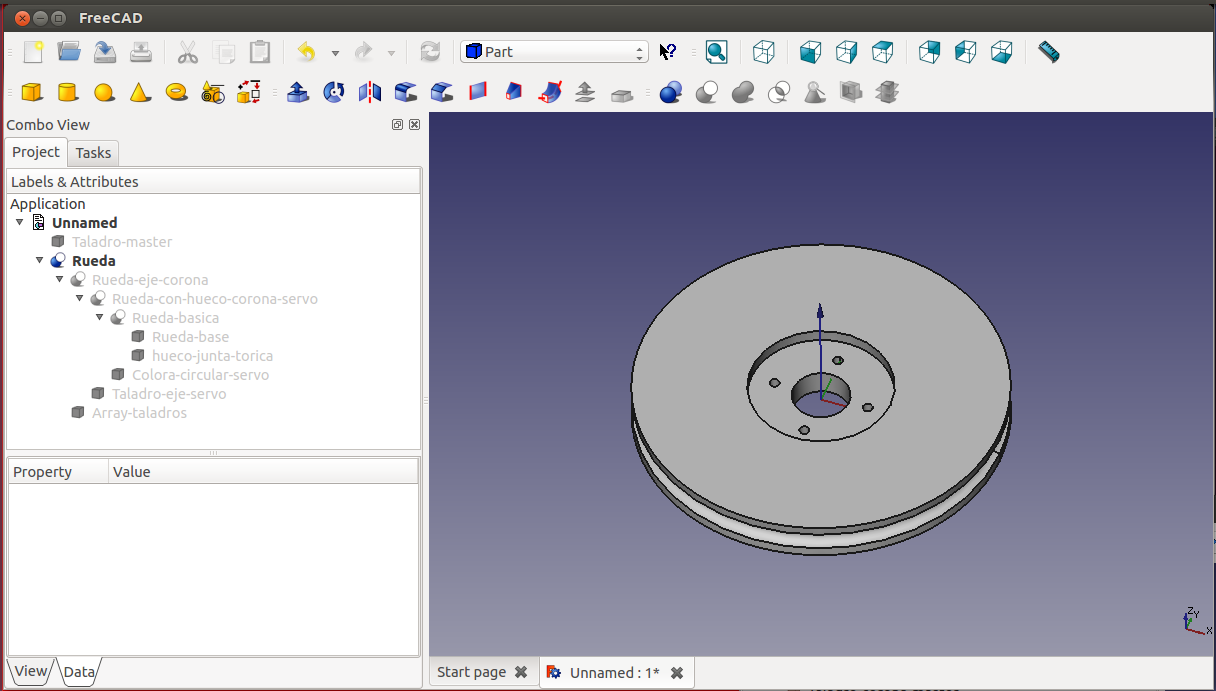 FreeCAD
Part
Combo View
Project Tasks
Labels & Attributes
Application
Unnamed
Taladro-master
Rueda
Rueda-eje-corona
Rueda-con-hueco-corona-servo
Rueda-basica
Rueda-base
hueco-junta-torica
Colora-circular-servo
Taladro-eje-servo
Array-taladros
Property Value
View Data
Start page Unnamed : 1*
Z Y X